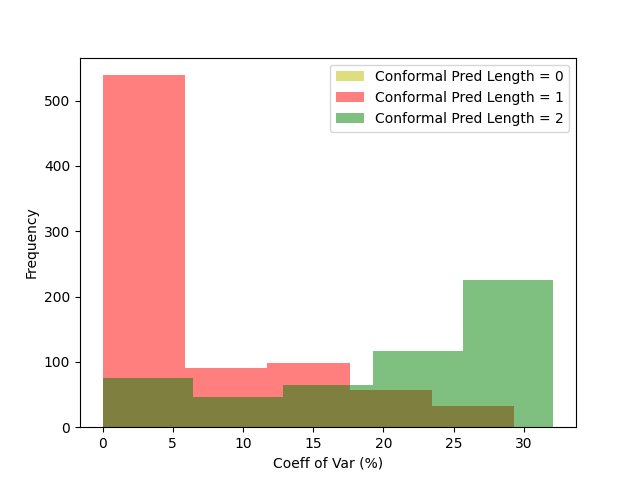 Conformal Pred Length = 0
Conformal Pred Length = 1
Conformal Pred Length = 2
Frequency
500
400
300
200
100
0
0 5 10 15 20 25 30
Coeff of Var (%)